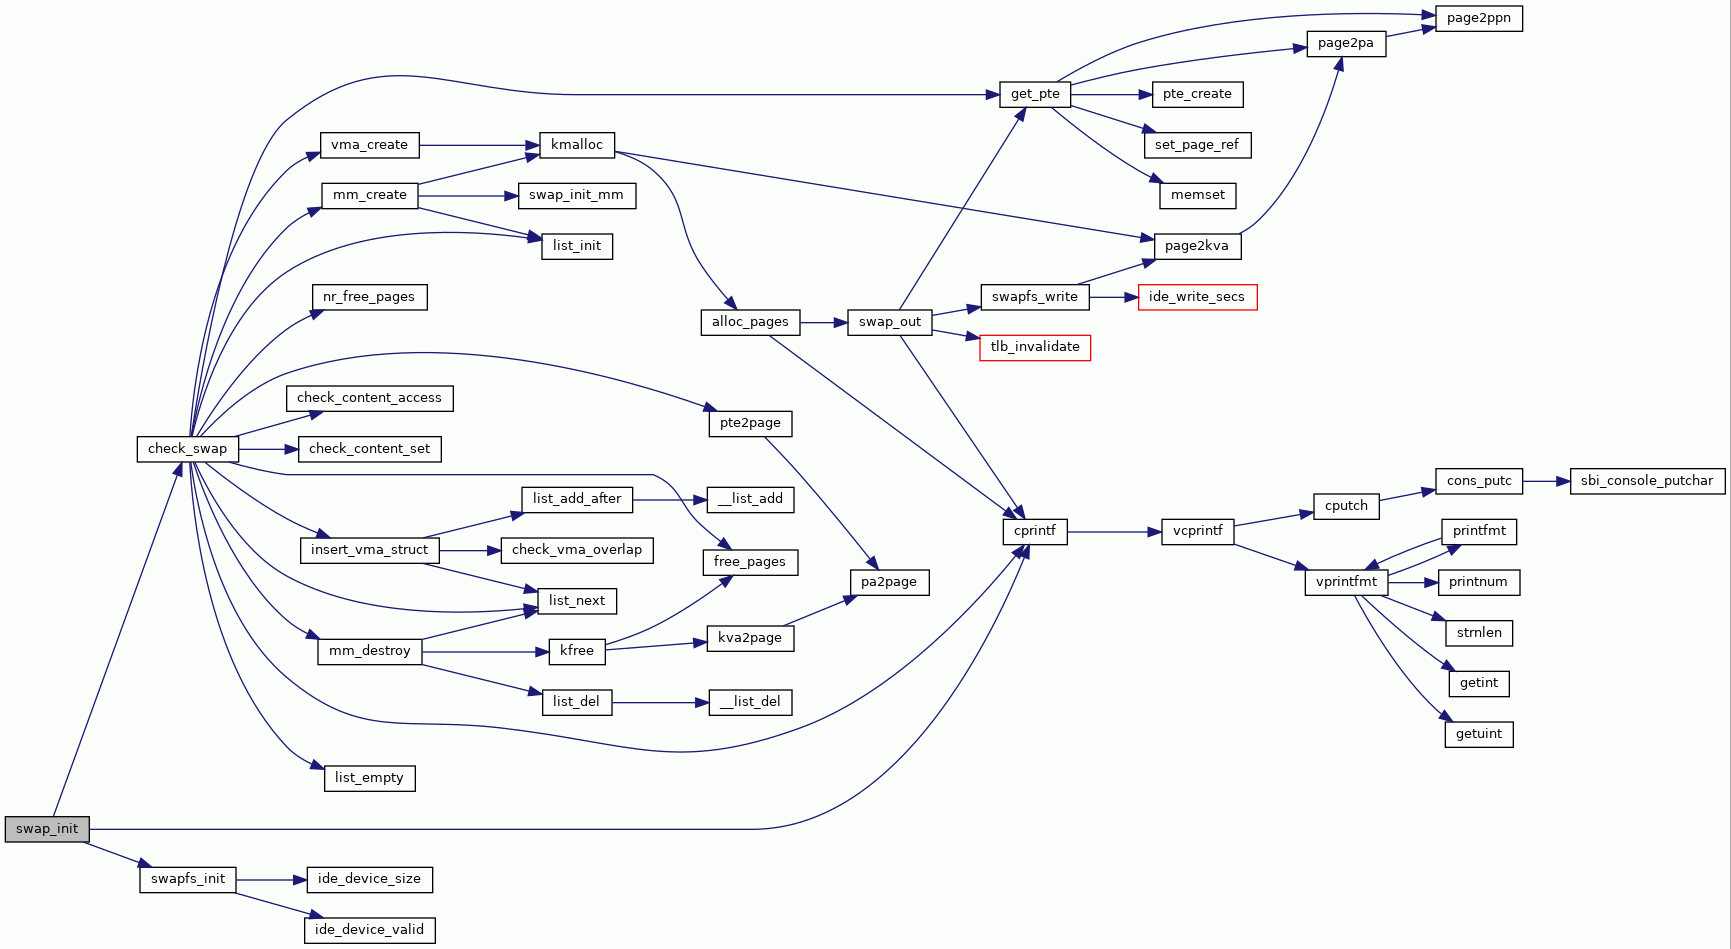 page2ppn
page2pa
get_pte
pte_create
vma_create
kmalloc
set_page_ref
mm_create
swap_init_mm
memset
list_init
page2kva
nr_free_pages
swapfs_write
ide_write_secs
alloc_pages
swap_out
tlb_invalidate
check_content_access
pte2page
check_swap
check_content_set
cons_putc
sbi_console_putchar
list_add_after
__list_add
cputch
cprintf
vcprintf
printfmt
insert_vma_struct
check_vma_overlap
free_pages
pa2page
vprintfmt
printnum
list_next
strnlen
kva2page
mm_destroy
kfree
getint
list_del
__list_del
getuint
list_empty
swap_init
swapfs_init
ide_device_size
ide_device_valid